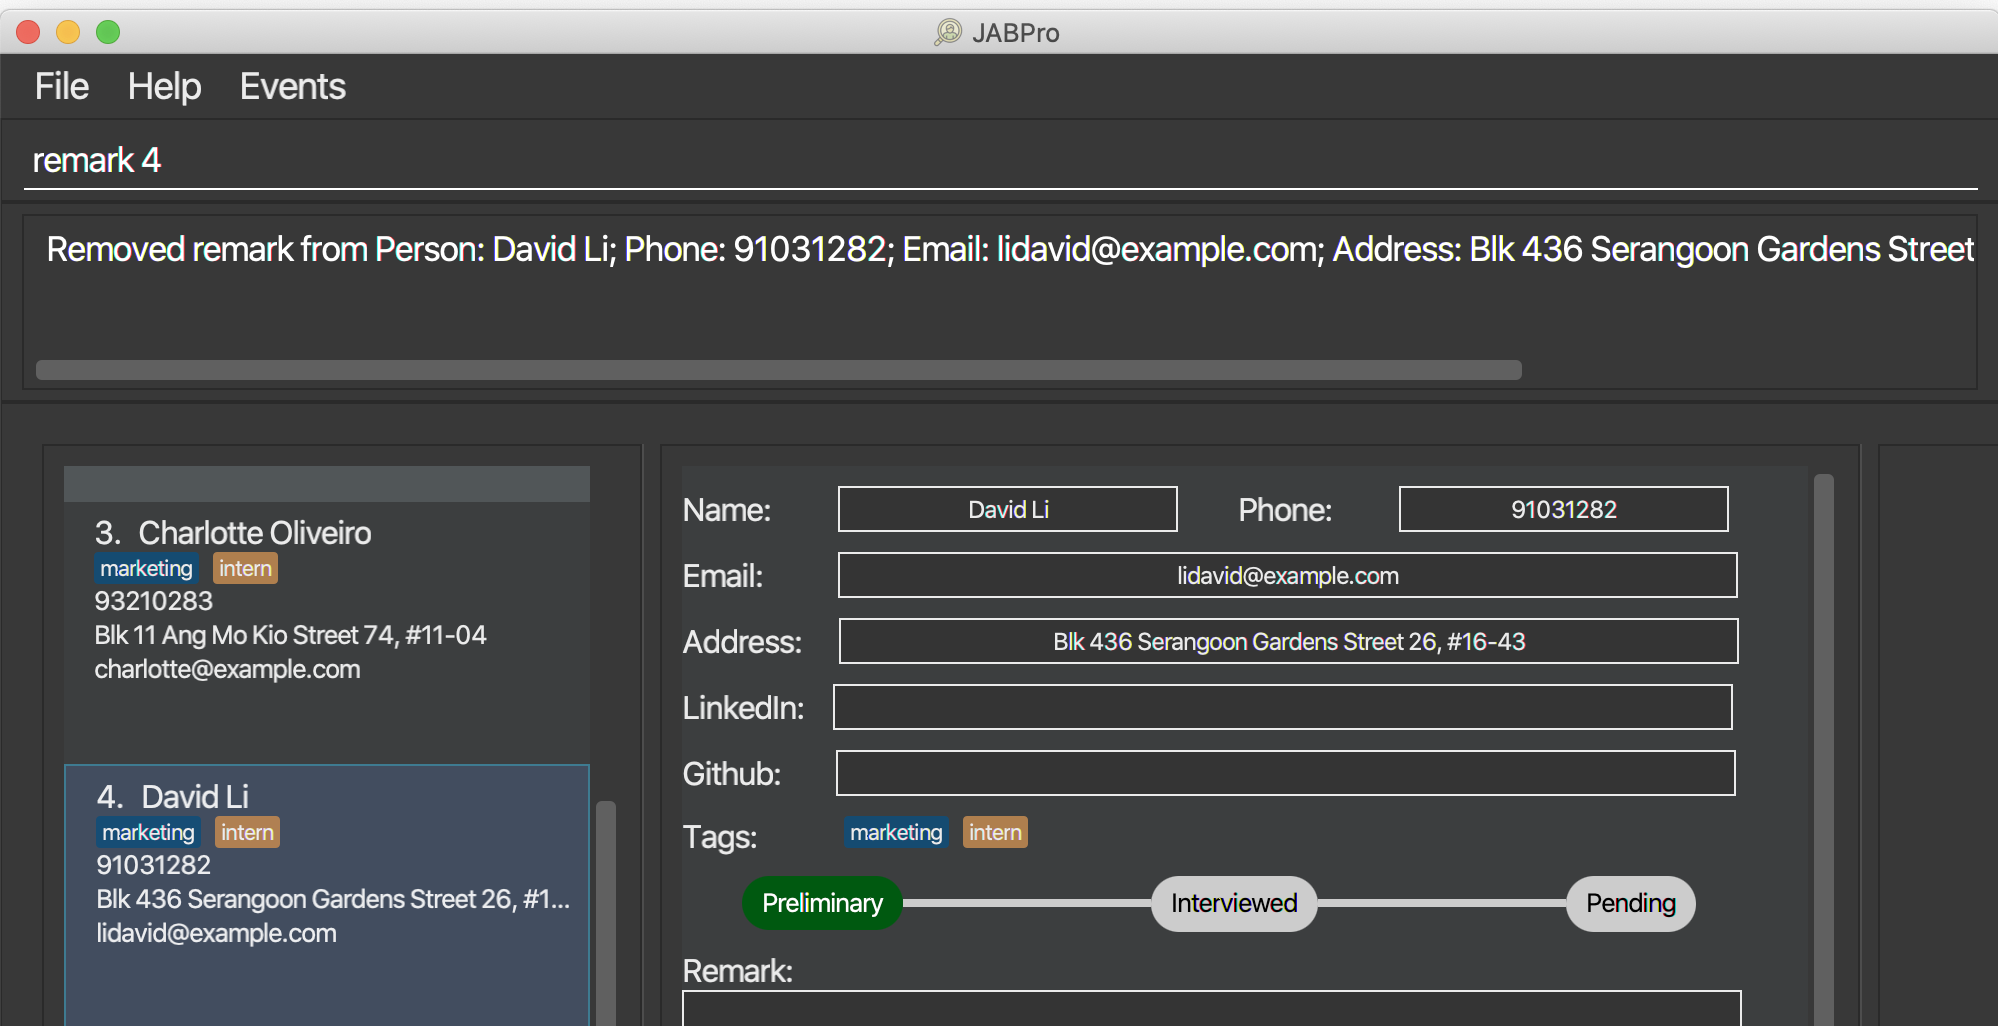 JABPro
File Help Events
remark 4
Removed remark from Person: David Li; Phone: 91031282; Email: lidavid@example.com; Address: Blk 436 Serangoon Gardens Street
3. Charlotte Oliveiro
marketing intern
93210283
Blk 11 Ang Mo Kio Street 74, #11-04
charlotte@example.com
4. David Li
marketing intern
91031282
Blk 436 Serangoon Gardens Street 26, #1...
lidavid@example.com
Name: David Li Phone: 91031282
Email: lidavid@example.com
Address: Blk 436 Serangoon Gardens Street 26, #16-43
LinkedIn:
Github:
Tags: marketing intern
Preliminary Interviewed Pending
Remark: